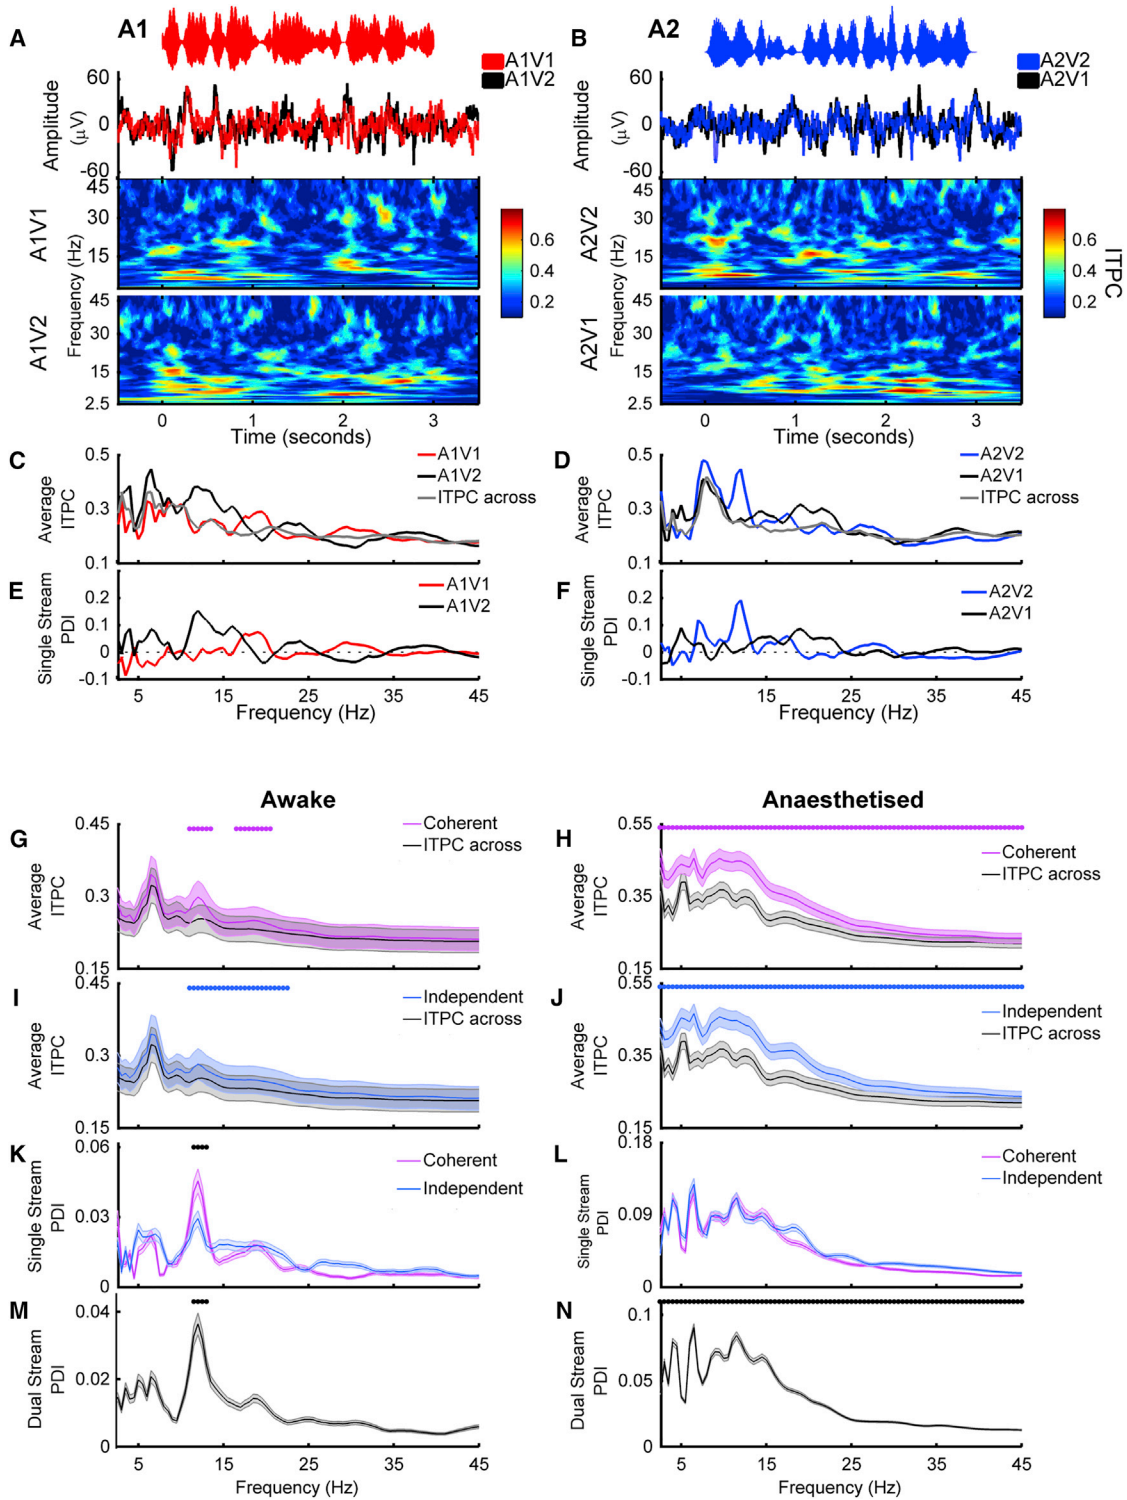 A
A1
A1V1
A1V2
60
0
-60
Amplitude
(μV)
45
30
15
A1V1
Frequency (Hz)
0.6
0.4
0.2
45
30
15
2.5
A1V2
0 1 2 3
Time (seconds)
B
A2
A2V2
A2V1
60
0
-60
Amplitude
(μV)
45
30
15
A2V2
Frequency (Hz)
0.6
0.4
0.2
ITPC
45
30
15
2.5
A2V1
0 1 2 3
Time (seconds)
C
0.5
0.3
0.1
Average
ITPC
A1V1
A1V2
ITPC across
D
0.5
0.3
0.1
Average
ITPC
A2V2
A2V1
ITPC across
E
0.2
0.1
0
-0.1
Single Stream
PDI
A1V1
A1V2
5 15 25 35 45
Frequency (Hz)
F
0.2
0.1
0
-0.1
Single Stream
PDI
A2V2
A2V1
5 15 25 35 45
Frequency (Hz)
Awake
Anaesthetised
G
0.45
0.3
0.15
Average
ITPC
Coherent
ITPC across
H
0.55
0.35
0.15
Average
ITPC
Coherent
ITPC across
I
0.45
0.3
0.15
Average
ITPC
Independent
ITPC across
J
0.55
0.35
0.15
Average
ITPC
Independent
ITPC across
K
0.06
0.03
0
Single Stream
PDI
Coherent
Independent
L
0.18
0.09
0
Single Stream
PDI
Coherent
Independent
M
0.04
0.02
0
Dual Stream
PDI
5 15 25 35 45
Frequency (Hz)
N
0.1
0.05
0
Dual Stream
PDI
5 15 25 35 45
Frequency (Hz)